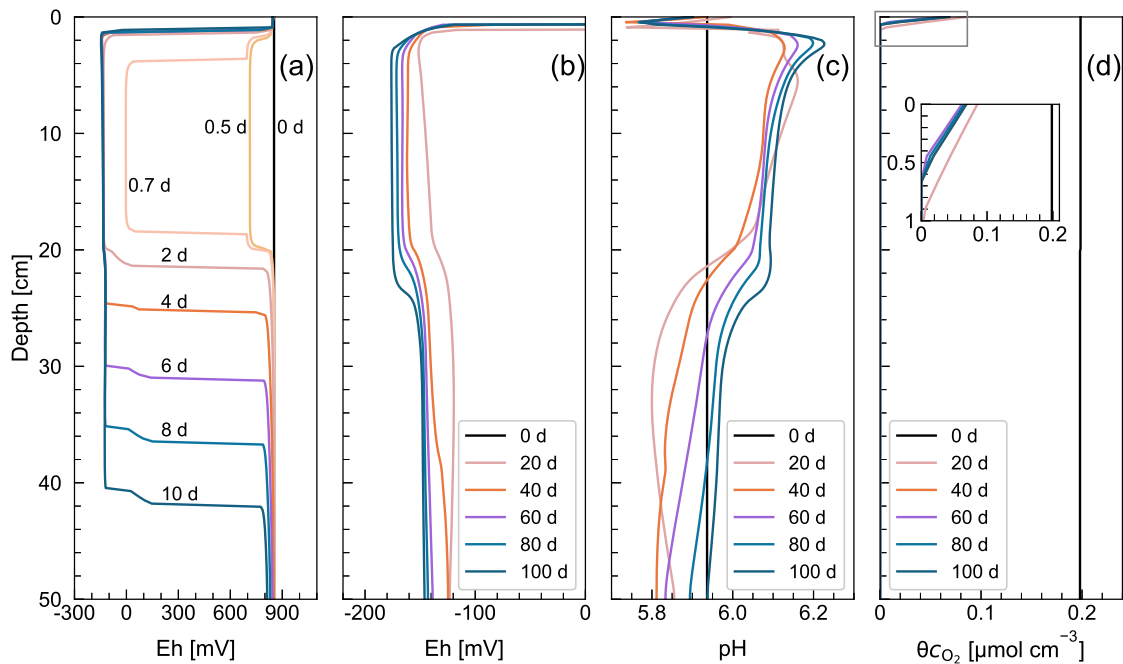 (a)
(b)
(c)
(d)
0
10
20
30
40
50
Depth [cm]
0.5 d
0 d
0.7 d
2 d
4 d
6 d
8 d
10 d
-300 0 300 600 900
Eh [mV]
0 d
20 d
40 d
60 d
80 d
100 d
-200 -100 0
Eh [mV]
0 d
20 d
40 d
60 d
80 d
100 d
5.8 6.0 6.2
pH
0
0.5
1
0 0.1 0.2
0 d
20 d
40 d
60 d
80 d
100 d
0 0.1 0.2
θc_O₂ [µmol cm⁻³]